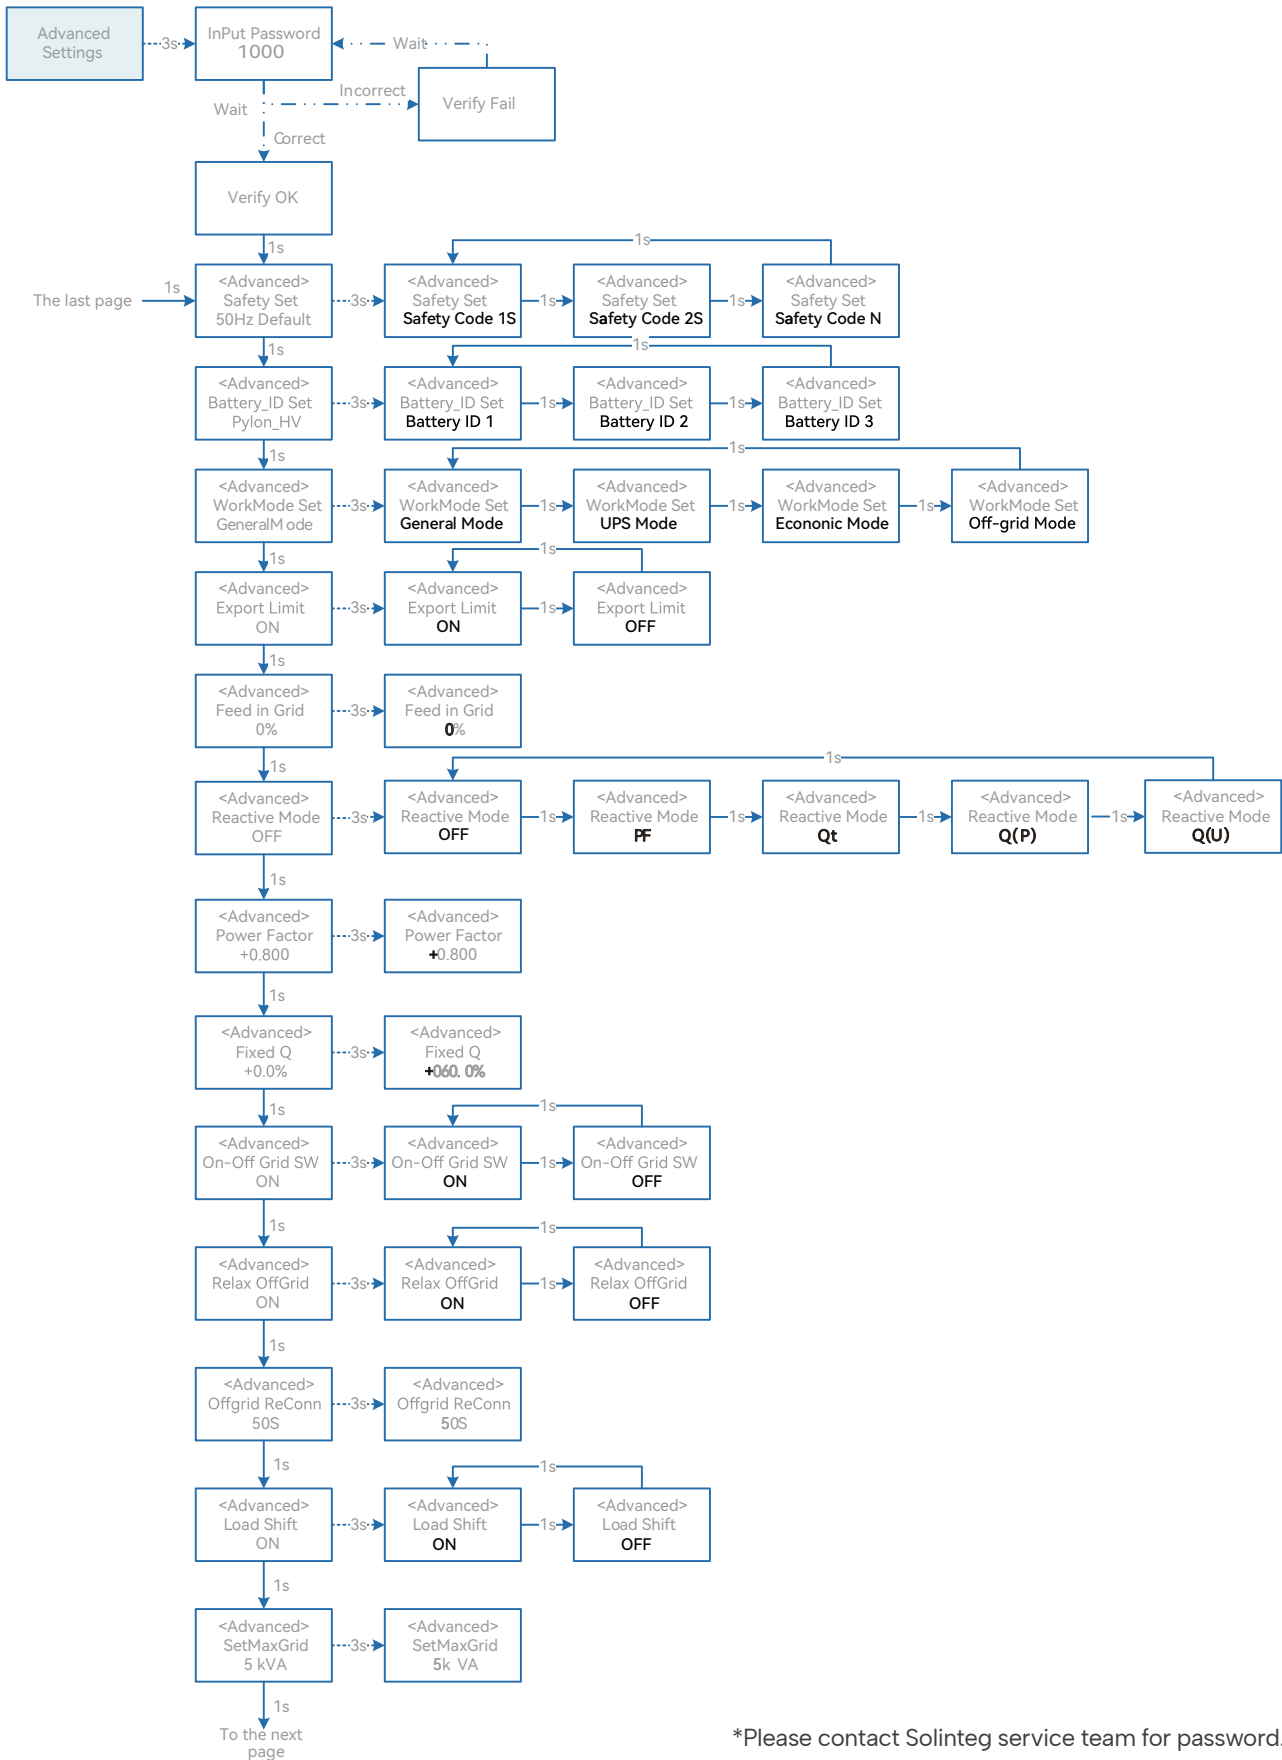 Advanced
Settings
3s
InPut Password
1000
Wait
Verify Fail
Incorrect
Wait
Correct
Verify OK
1s
The last page
1s
<Advanced>
Safety Set
50Hz Default
3s
<Advanced>
Safety Set
Safety Code 1S
1s
<Advanced>
Safety Set
Safety Code 2S
1s
<Advanced>
Safety Set
Safety Code N
1s
1s
<Advanced>
Battery_ID Set
Pylon_HV
3s
<Advanced>
Battery_ID Set
Battery ID 1
1s
<Advanced>
Battery_ID Set
Battery ID 2
1s
<Advanced>
Battery_ID Set
Battery ID 3
1s
1s
<Advanced>
WorkMode Set
GeneralMode
3s
<Advanced>
WorkMode Set
General Mode
1s
<Advanced>
WorkMode Set
UPS Mode
1s
<Advanced>
WorkMode Set
Econonic Mode
1s
<Advanced>
WorkMode Set
Off-grid Mode
1s
1s
<Advanced>
Export Limit
ON
3s
<Advanced>
Export Limit
ON
1s
<Advanced>
Export Limit
OFF
1s
1s
<Advanced>
Feed in Grid
0%
3s
<Advanced>
Feed in Grid
0%
1s
<Advanced>
Reactive Mode
OFF
3s
<Advanced>
Reactive Mode
OFF
1s
<Advanced>
Reactive Mode
PF
1s
<Advanced>
Reactive Mode
Qt
1s
<Advanced>
Reactive Mode
Q(P)
1s
<Advanced>
Reactive Mode
Q(U)
1s
1s
<Advanced>
Power Factor
+0.800
3s
<Advanced>
Power Factor
+0.800
1s
<Advanced>
Fixed Q
+0.0%
3s
<Advanced>
Fixed Q
+060. 0%
1s
<Advanced>
On-Off Grid SW
ON
3s
<Advanced>
On-Off Grid SW
ON
1s
<Advanced>
On-Off Grid SW
OFF
1s
1s
<Advanced>
Relax OffGrid
ON
3s
<Advanced>
Relax OffGrid
ON
1s
<Advanced>
Relax OffGrid
OFF
1s
1s
<Advanced>
Offgrid ReConn
50S
3s
<Advanced>
Offgrid ReConn
50S
1s
<Advanced>
Load Shift
ON
3s
<Advanced>
Load Shift
ON
1s
<Advanced>
Load Shift
OFF
1s
1s
<Advanced>
SetMaxGrid
5 kVA
3s
<Advanced>
SetMaxGrid
5k VA
1s
To the next
page
*Please contact Solinteg service team for password.